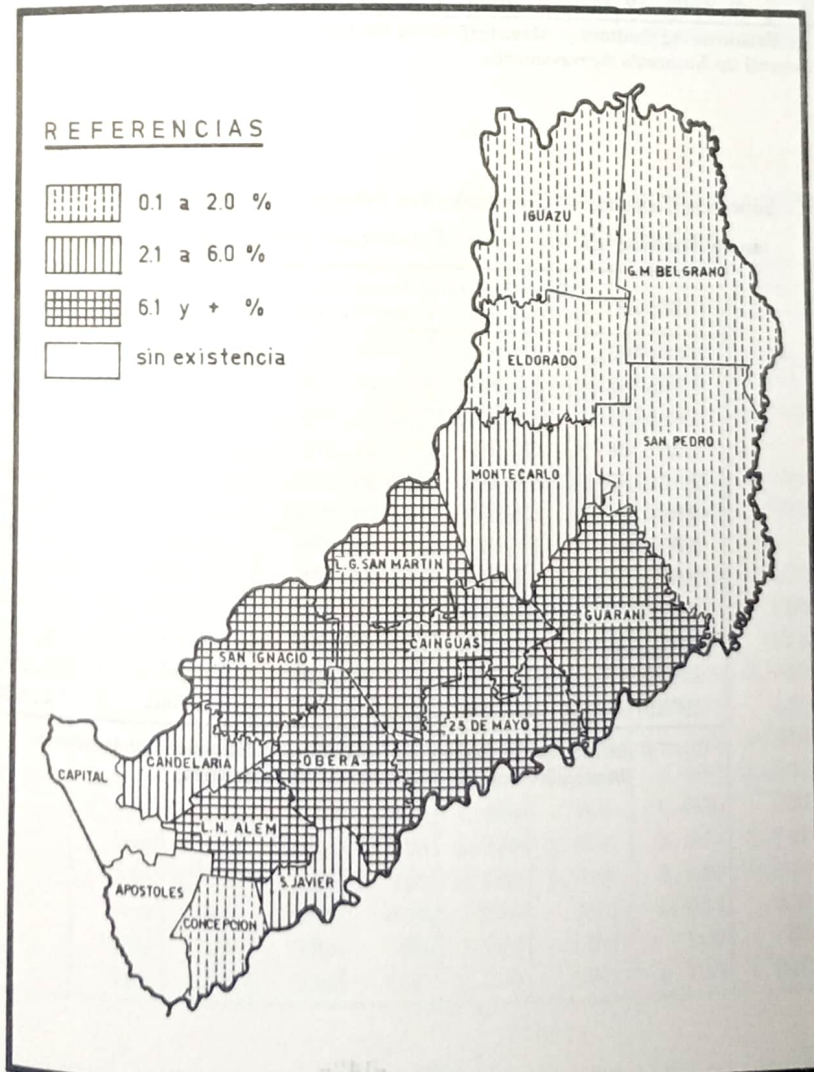 REFERENCIAS
0.1 a 2.0 %
2.1 a 6.0 %
6.1 y + %
sin existencia
IGUAZU
G.M BELGRANO
ELDORADO
SAN PEDRO
MONTECARLO
L.G. SAN MARTIN
GUARANI
CAINGUAS
SAN IGNACIO
25 DE MAYO
CANDELARIA
OBERA
CAPITAL
L.N. ALEM
S. JAVIER
APOSTOLES
CONCEPCION